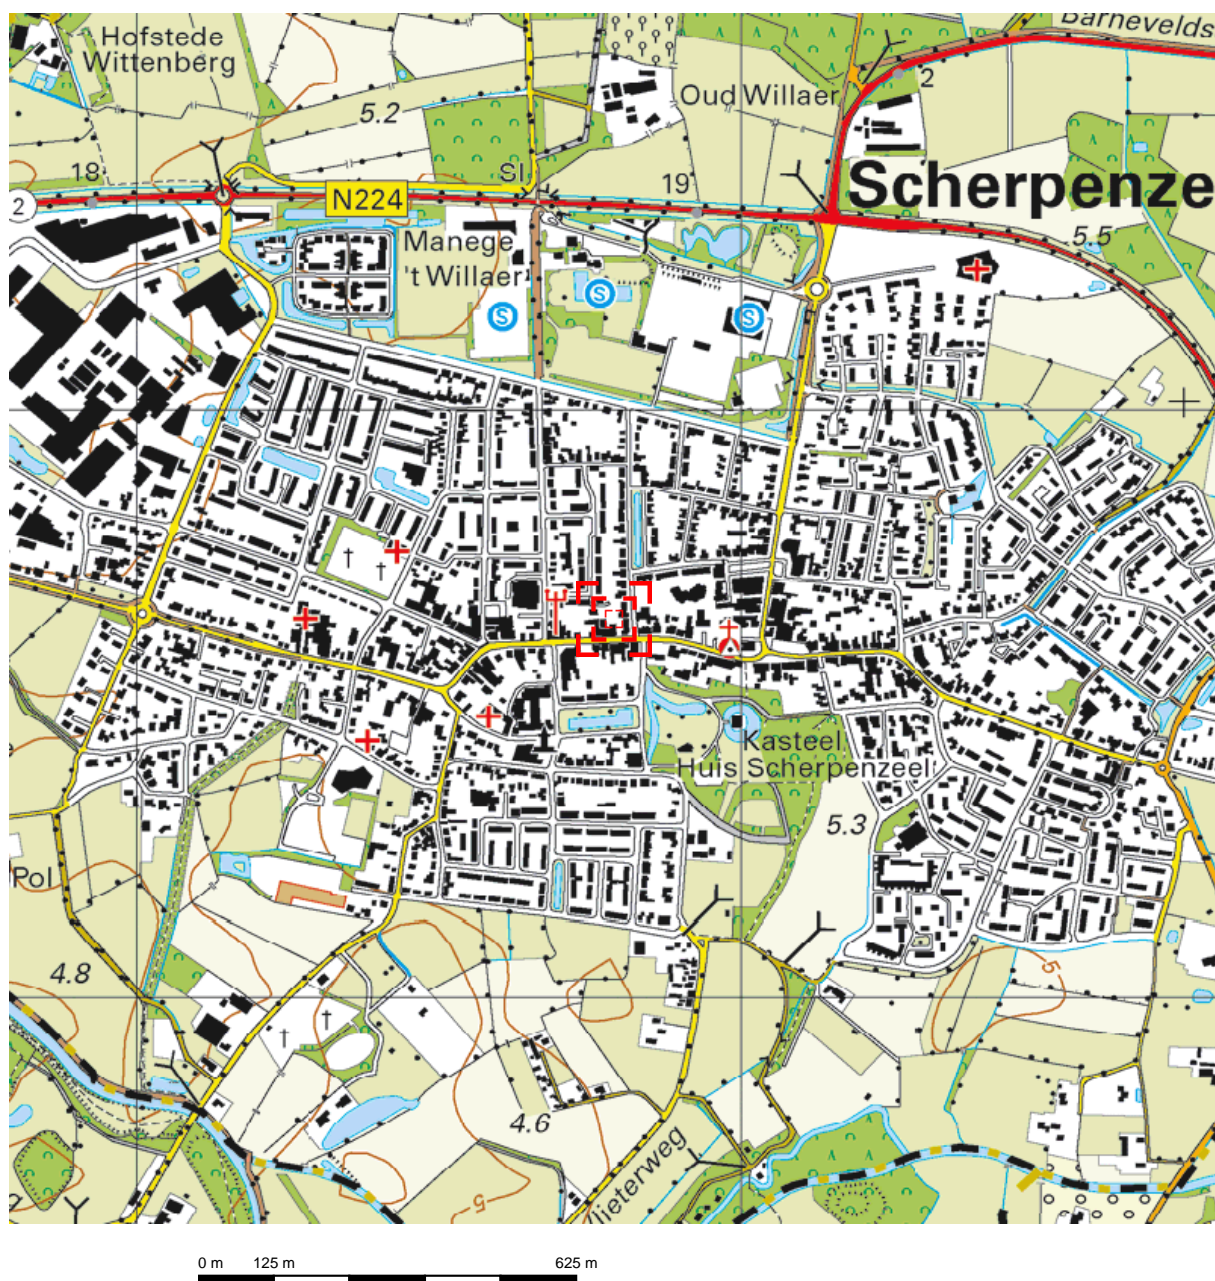 Hofstede
Wittenberg
Barnevelds
2
Oud Willaer
5.2
18
Sl
19
2
N224
Scherpenze
Manege
't Willaer
5.5
S
S
S
Kasteel
Huis Scherpenzeel
5.3
Pol
4.8
5
4.6
lieterweg
5
0 m 125 m 625 m